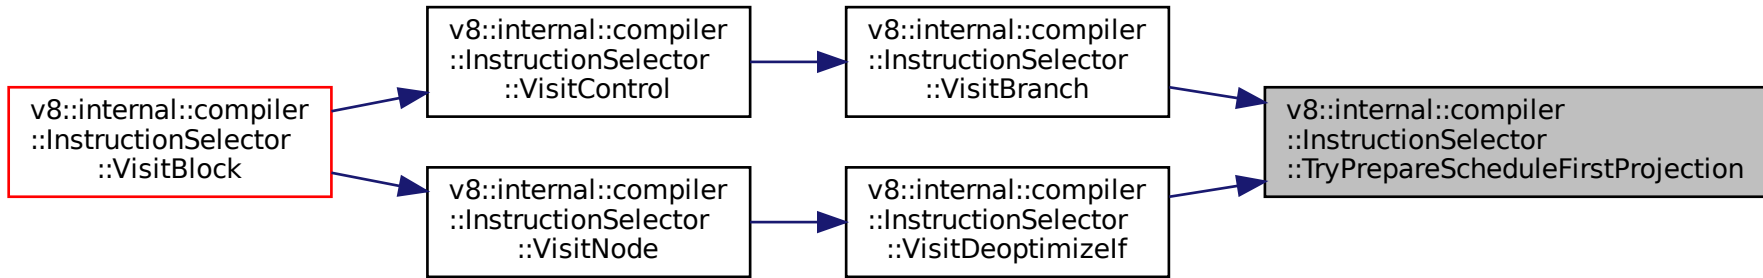 v8::internal::compiler
::InstructionSelector
::VisitBlock
v8::internal::compiler
::InstructionSelector
::VisitControl
v8::internal::compiler
::InstructionSelector
::VisitBranch
v8::internal::compiler
::InstructionSelector
::VisitNode
v8::internal::compiler
::InstructionSelector
::VisitDeoptimizeIf
v8::internal::compiler
::InstructionSelector
::TryPrepareScheduleFirstProjection